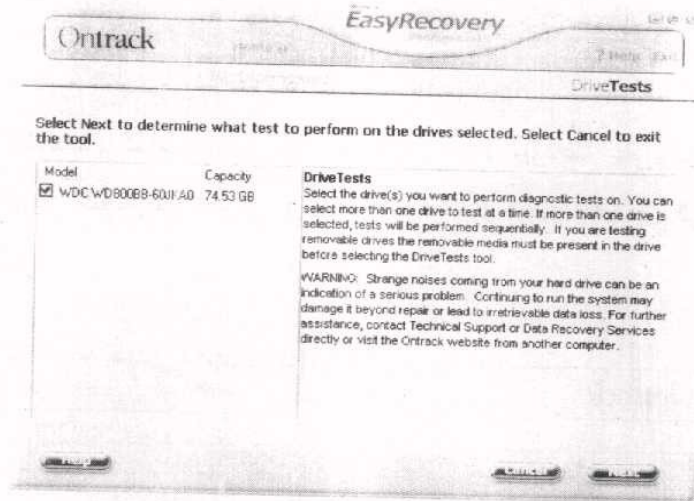 EasyRecovery
Ontrack
? Help Exit
DriveTests
Select Next to determine what test to perform on the drives selected. Select Cancel to exit
the tool.
Model Capacity
WDC WD800BB-60JKA0 74.53 GB
DriveTests
Select the drive(s) you want to perform diagnostic tests on. You can
select more than one drive to test at a time. If more than one drive is
selected, tests will be performed sequentially. If you are testing
removable drives the removable media must be present in the drive
before selecting the DriveTests tool.
WARNING: Strange noises coming from your hard drive can be an
indication of a serious problem. Continuing to run the system may
damage it beyond repair or lead to irretrievable data loss. For further
assistance, contact Technical Support or Data Recovery Services
directly or visit the Ontrack website from another computer.
Help
Cancel
Next